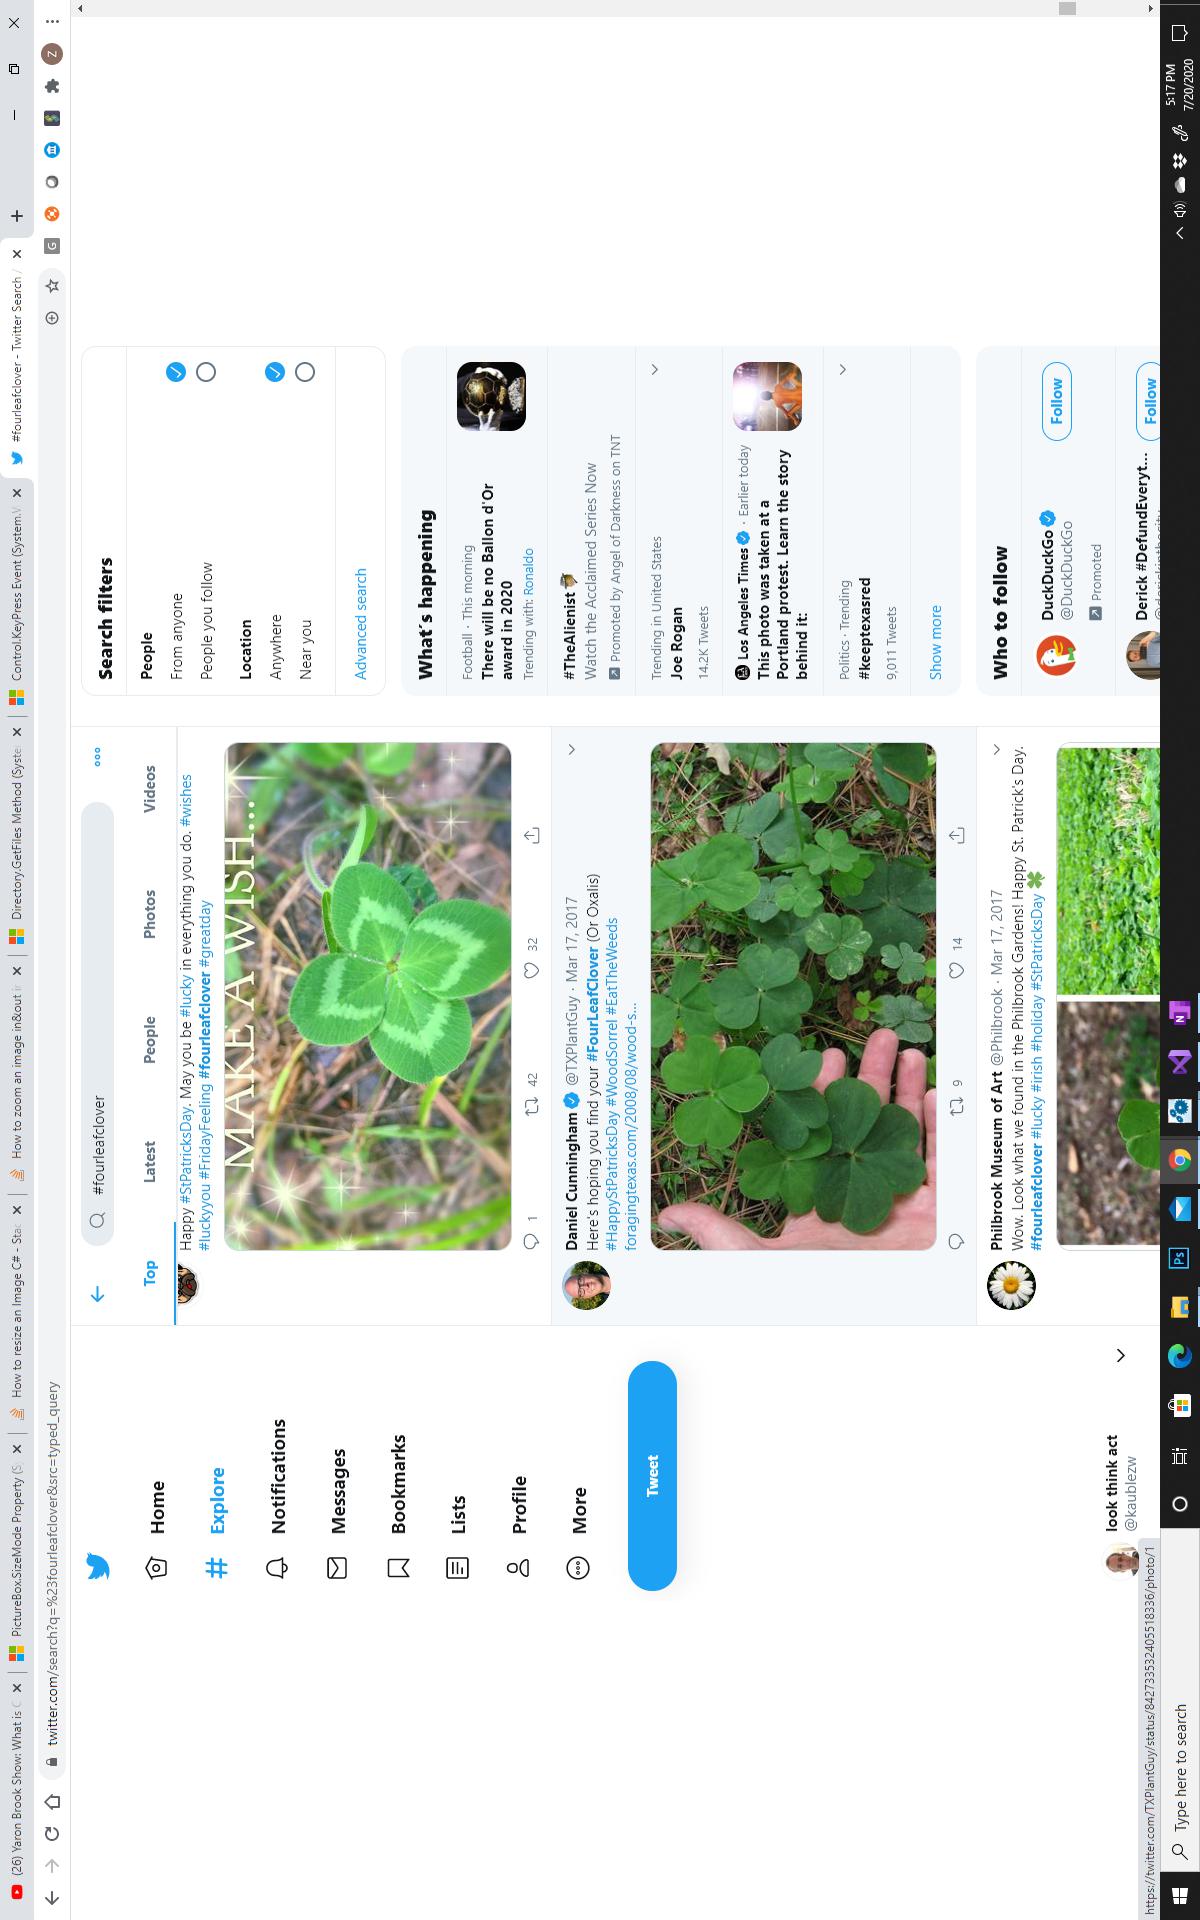 (26) Yaron Brook Show: What is C
PictureBox.SizeMode Property (S
How to resize an Image C# - Stac
How to zoom an image in&out in
Directory.GetFiles Method (Syste
Control.KeyPress Event (System.V
#fourleafclover - Twitter Search /
twitter.com/search?q=%23fourleafclover&src=typed_query
G
Z
Home
Explore
Notifications
Messages
Bookmarks
Lists
Profile
More
Tweet
look think act
@kaublezw
#fourleafclover
Top
Latest
People
Photos
Videos
Happy #StPatricksDay. May you be #lucky in everything you do. #wishes
#luckyyou #FridayFeeling #fourleafclover #greatday
MAKE A WISH...
1
42
32
Daniel Cunningham @TXPlantGuy · Mar 17, 2017
Here's hoping you find your #FourLeafClover (Or Oxalis)
#HappyStPatricksDay #WoodSorrel #EatTheWeeds
foragingtexas.com/2008/08/wood-s...
9
14
Philbrook Museum of Art @Philbrook · Mar 17, 2017
Wow. Look what we found in the Philbrook Gardens! Happy St. Patrick's Day.
#fourleafclover #lucky #irish #holiday #StPatricksDay
Search filters
People
From anyone
People you follow
Location
Anywhere
Near you
Advanced search
What's happening
Football · This morning
There will be no Ballon d'Or
award in 2020
Trending with: Ronaldo
#TheAlienist
Watch the Acclaimed Series Now
Promoted by Angel of Darkness on TNT
Trending in United States
Joe Rogan
14.2K Tweets
Los Angeles Times · Earlier today
This photo was taken at a
Portland protest. Learn the story
behind it:
Politics · Trending
#keeptexasred
9,011 Tweets
Show more
Who to follow
DuckDuckGo
@DuckDuckGo
Follow
Promoted
Derick #DefundEveryt...
Follow
https://twitter.com/TXPlantGuy/status/842733532405518336/photo/1
Type here to search
Ps
N
5:17 PM
7/20/2020